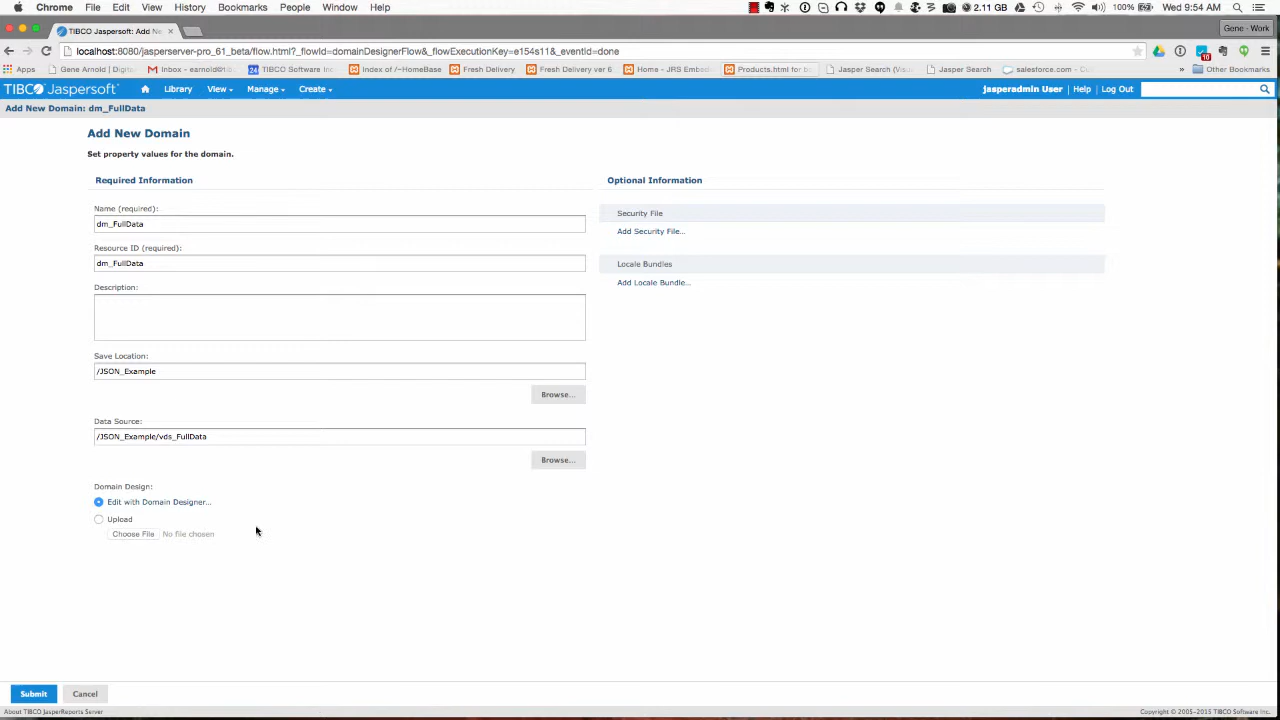 Chrome File Edit View History Bookmarks People Window Help 2.11 GB 100% Wed 9:54 AM
TIBCO Jaspersoft: Add Ne × Gene - Work
localhost:8080/jasperserver-pro_61_beta/flow.html?_flowId=domainDesignerFlow&_flowExecutionKey=e154s11&_eventId=done
Apps Gene Arnold | Digit Inbox - earnold@ti 24 TIBCO Software Inc Index of /~HomeBase Fresh Delivery Fresh Delivery ver 6 Home - JRS Embed Products.html for ti Jasper Search (Vis Jasper Search salesforce.com - » Other Bookmarks
TIBCO Jaspersoft Library View Manage Create jasperadmin User Help Log Out
Add New Domain: dm_FullData
Add New Domain
Set property values for the domain.
Required Information
Name (required):
dm_FullData
Resource ID (required):
dm_FullData
Description:
Save Location:
/JSON_Example
Browse...
Data Source:
/JSON_Example/vds_FullData
Browse...
Domain Design:
Edit with Domain Designer...
Upload
Choose File No file chosen
Optional Information
Security File
Add Security File...
Locale Bundles
Add Locale Bundle...
Submit Cancel
About TIBCO JasperReports Server Copyright © 2005-2015 TIBCO Software Inc.